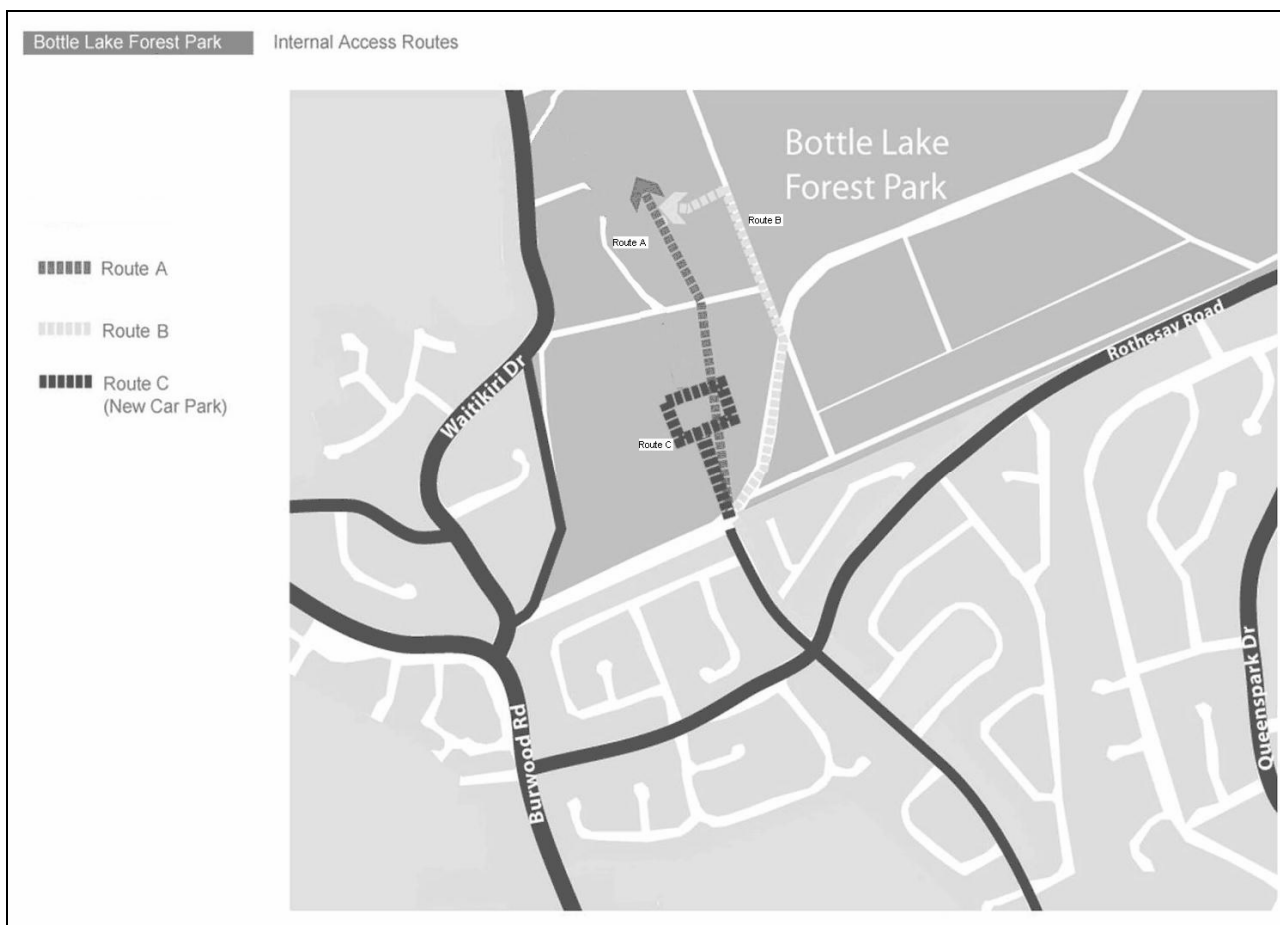 Bottle Lake Forest Park
Internal Access Routes
Bottle Lake
Forest Park
Route B
Route A
Route A
Route B
Route C
(New Car Park)
Rothesay Road
Waitikiri Dr
Route C
Queenspark Dr
Burwood Rd